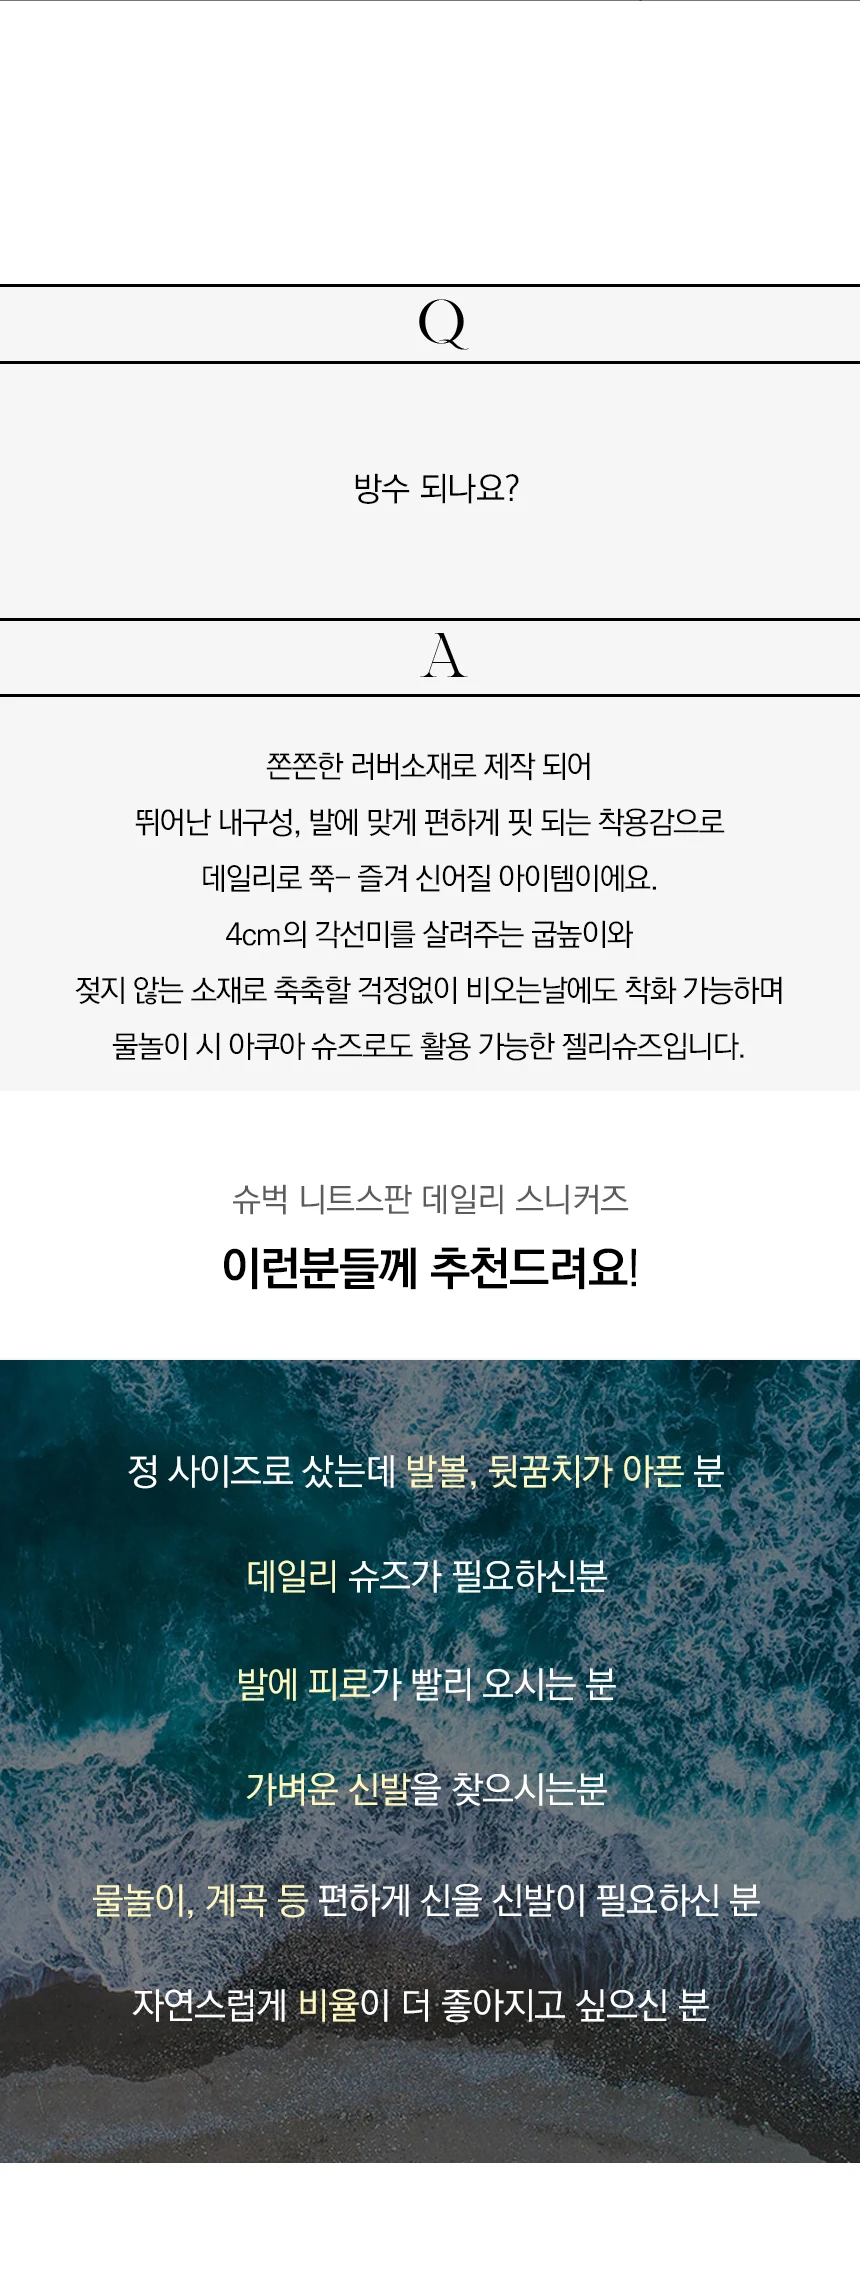 Q
방수 되나요?
A
쫀쫀한 러버소재로 제작 되어
뛰어난 내구성, 발에 맞게 편하게 핏 되는 착용감으로
데일리로 쭉- 즐겨 신어질 아이템이에요.
4cm의 각선미를 살려주는 굽높이와
젖지 않는 소재로 축축할 걱정없이 비오는날에도 착화 가능하며
물놀이 시 아쿠아 슈즈로도 활용 가능한 젤리슈즈입니다.
슈벅 니트스판 데일리 스니커즈
이런분들께 추천드려요!
정 사이즈로 샀는데 발볼, 뒷꿈치가 아픈 분
데일리 슈즈가 필요하신분
발에 피로가 빨리 오시는 분
가벼운 신발을 찾으시는분
물놀이, 계곡 등 편하게 신을 신발이 필요하신 분
자연스럽게 비율이 더 좋아지고 싶으신 분